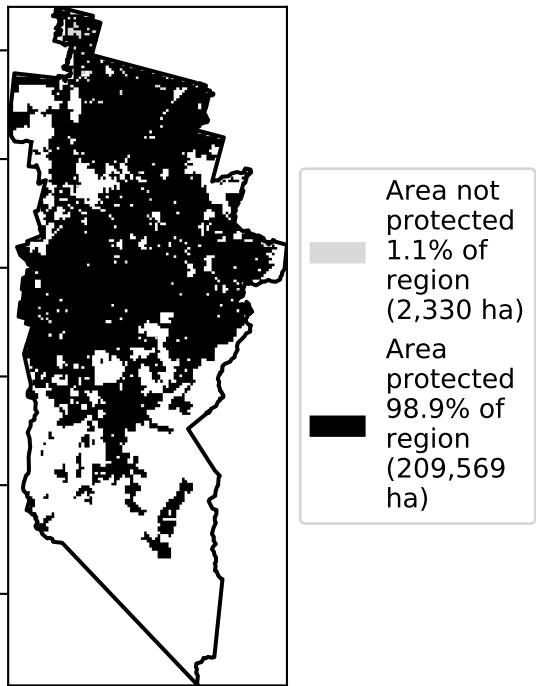 Area not
protected
1.1% of
region
(2,330 ha)
Area
protected
98.9% of
region
(209,569
ha)